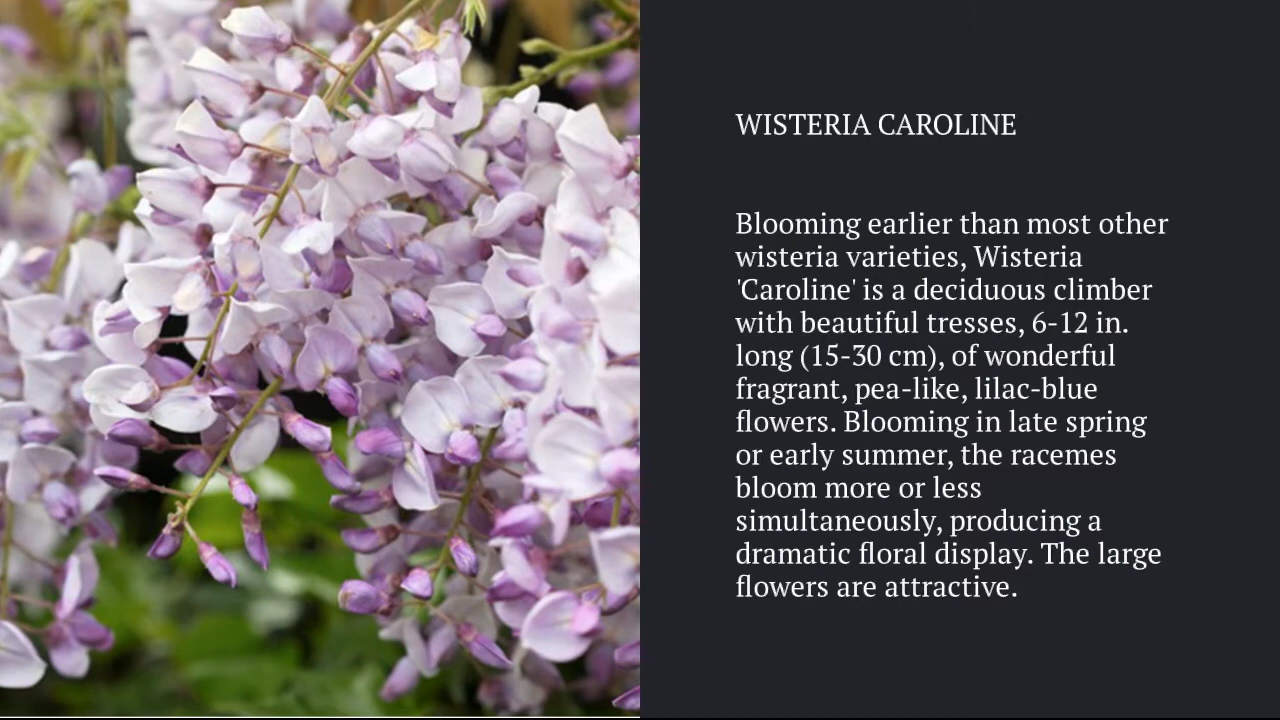 WISTERIA CAROLINE
Blooming earlier than most other
wisteria varieties, Wisteria
'Caroline' is a deciduous climber
with beautiful tresses, 6-12 in.
long (15-30 cm), of wonderful
fragrant, pea-like, lilac-blue
flowers. Blooming in late spring
or early summer, the racemes
bloom more or less
simultaneously, producing a
dramatic floral display. The large
flowers are attractive.